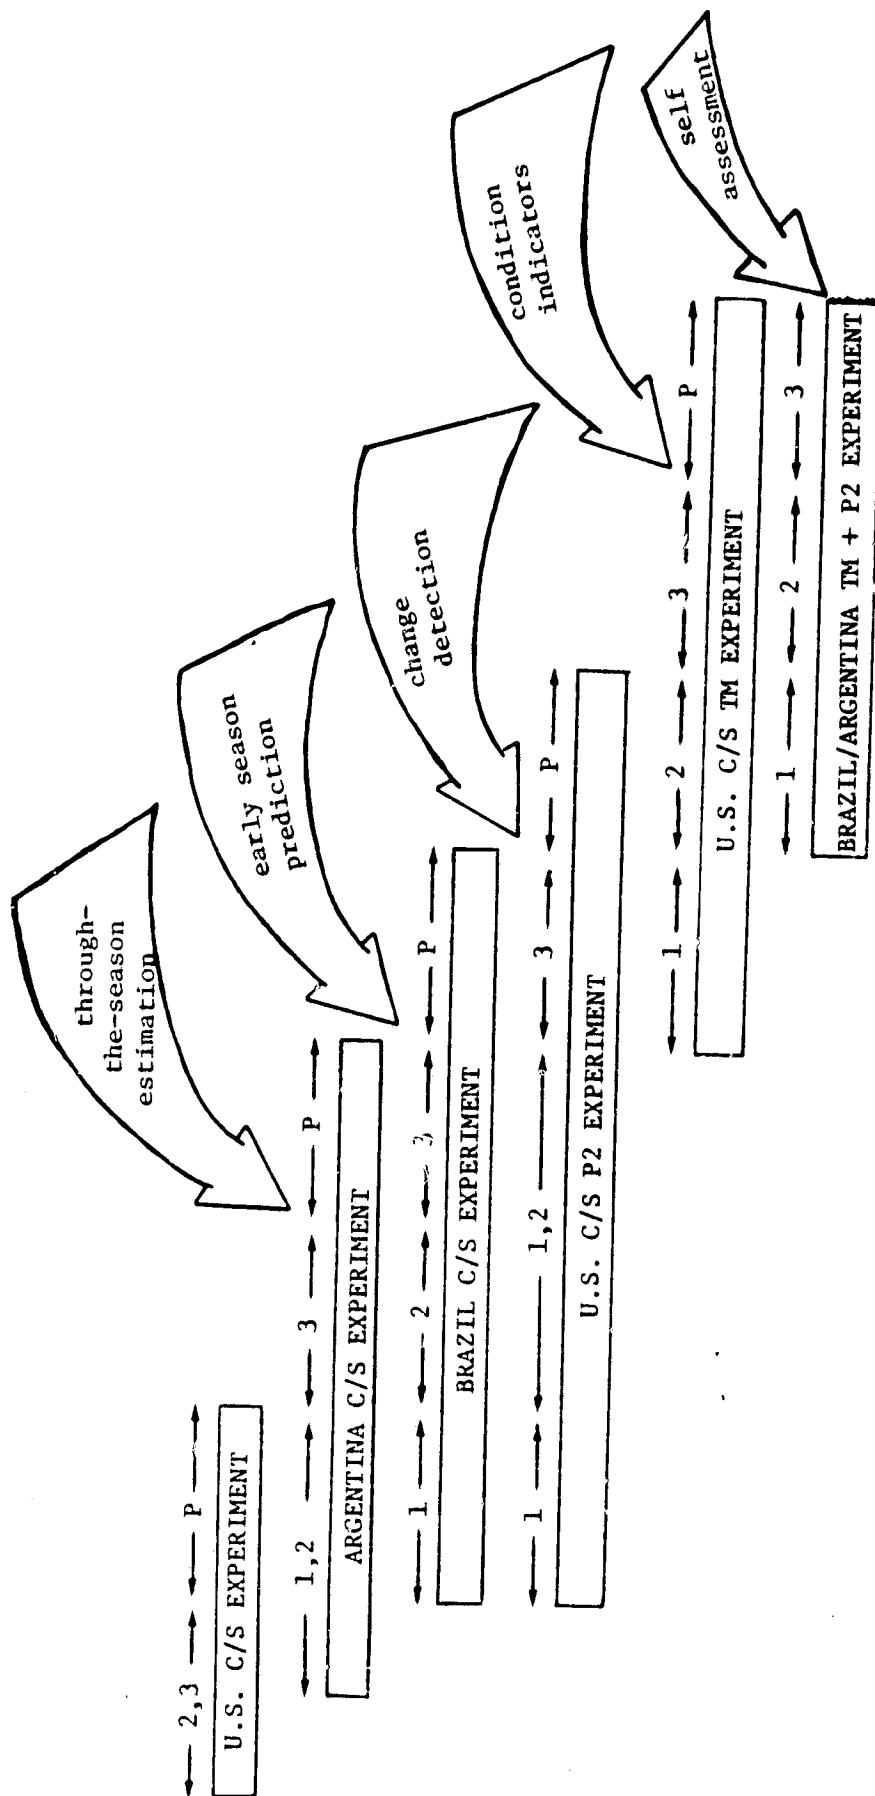 through-
the-season
estimation
early season
prediction
change
detection
condition
indicators
self
assessment
2,3 P
U.S. C/S EXPERIMENT
1,2 3 P
ARGENTINA C/S EXPERIMENT
1 2 3 P
BRAZIL C/S EXPERIMENT
1 1,2 3 P
U.S. C/S P2 EXPERIMENT
1 2 3 P
U.S. C/S TM EXPERIMENT
1 2 3
BRAZIL/ARGENTINA TM + P2 EXPERIMENT